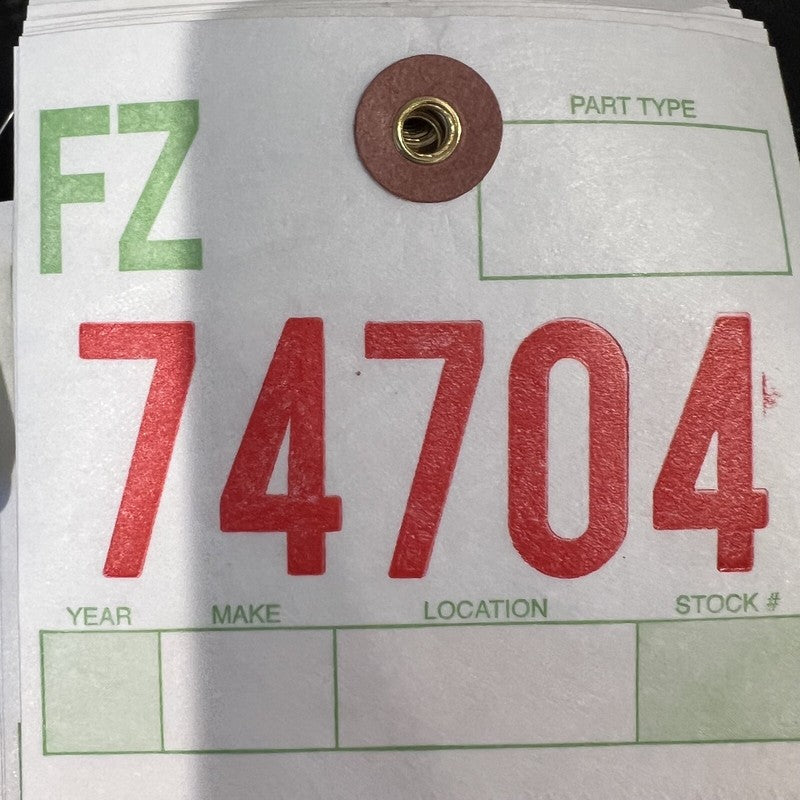 FZ
PART TYPE
74704
YEAR MAKE LOCATION STOCK #